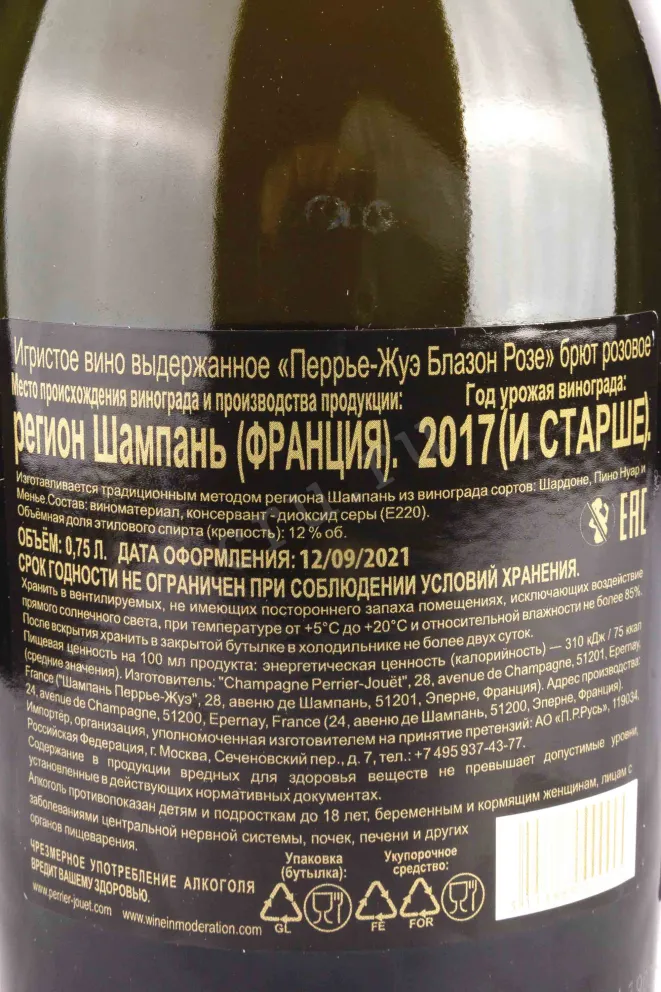 Игристое вино выдержанное «Перрье-Жуэ Блазон Розе» брют розовое
Место происхождения винограда и производства продукции: Год урожая винограда:
регион Шампань (ФРАНЦИЯ). 2017 (И СТАРШЕ).
Изготавливается традиционным методом региона Шампань из винограда сортов: Шардоне, Пино Нуар и
Менье.Состав: виноматериал, консервант - диоксид серы (Е220).
Объёмная доля этилового спирта (крепость): 12 % об.
EAC
ОБЪЁМ: 0,75 Л. ДАТА ОФОРМЛЕНИЯ: 12/09/2021
СРОК ГОДНОСТИ НЕ ОГРАНИЧЕН ПРИ СОБЛЮДЕНИИ УСЛОВИЙ ХРАНЕНИЯ.
Хранить в вентилируемых, не имеющих постороннего запаха помещениях, исключающих воздействие
прямого солнечного света, при температуре от +5°С до +20°С и относительной влажности не более 85%.
После вскрытия хранить в закрытой бутылке в холодильнике не более двух суток.
Пищевая ценность на 100 мл продукта: энергетическая ценность (калорийность) — 310 кДж / 75 ккал
(средние значения). Изготовитель: "Champagne Perrier-Jouët", 28, avenue de Champagne, 51201, Epernay,
France ("Шампань Перрье-Жуэ", 28, авеню де Шампань, 51201, Эперне, Франция). Адрес производства:
24, avenue de Champagne, 51200, Epernay, France (24, авеню де Шампань, 51200, Эперне, Франция).
Импортёр, организация, уполномоченная изготовителем на принятие претензий: АО «П.Р.Русь», 119034,
Российская Федерация, г. Москва, Сеченовский пер., д. 7, тел.: +7 495 937-43-77.
Содержание в продукции вредных для здоровья веществ не превышает допустимые уровни,
установленные в действующих нормативных документах.
Алкоголь противопоказан детям и подросткам до 18 лет, беременным и кормящим женщинам, лицам с
заболеваниями центральной нервной системы, почек, печени и других
органов пищеварения.
ЧРЕЗМЕРНОЕ УПОТРЕБЛЕНИЕ АЛКОГОЛЯ
ВРЕДИТ ВАШЕМУ ЗДОРОВЬЮ.
www.perrier-jouet.com www.wineinmoderation.com
Упаковка
(бутылка):
Укупорочное
средство:
GL FE FOR